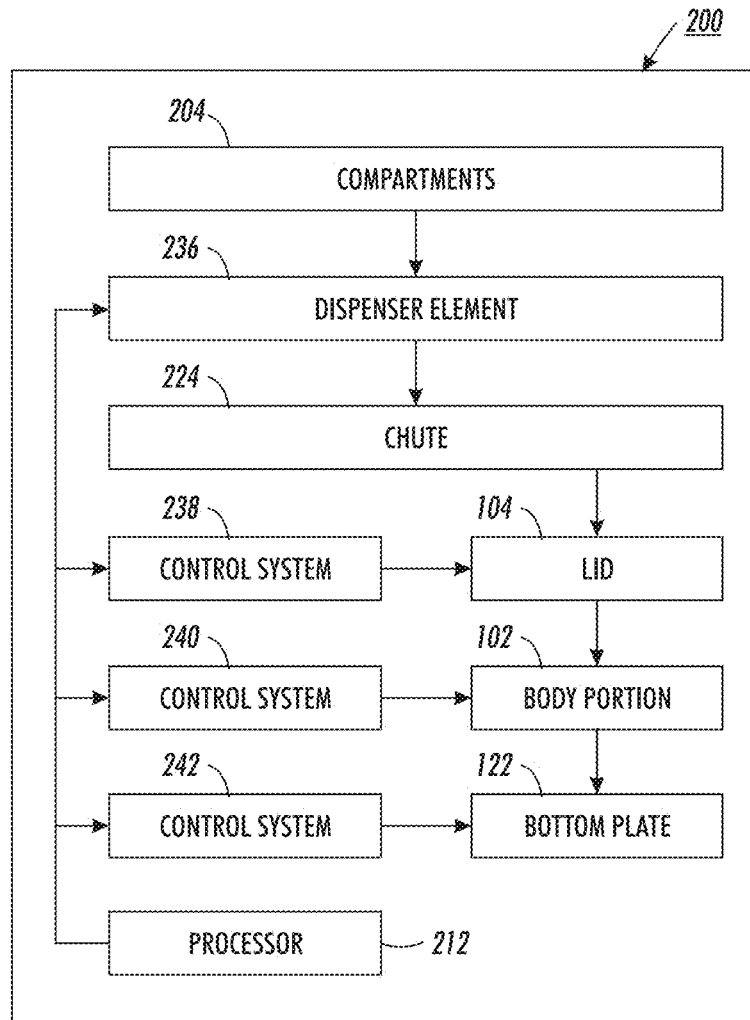 200
204
COMPARTMENTS
236
DISPENSER ELEMENT
224
CHUTE
238
CONTROL SYSTEM
104
LID
240
CONTROL SYSTEM
102
BODY PORTION
242
CONTROL SYSTEM
122
BOTTOM PLATE
PROCESSOR
212